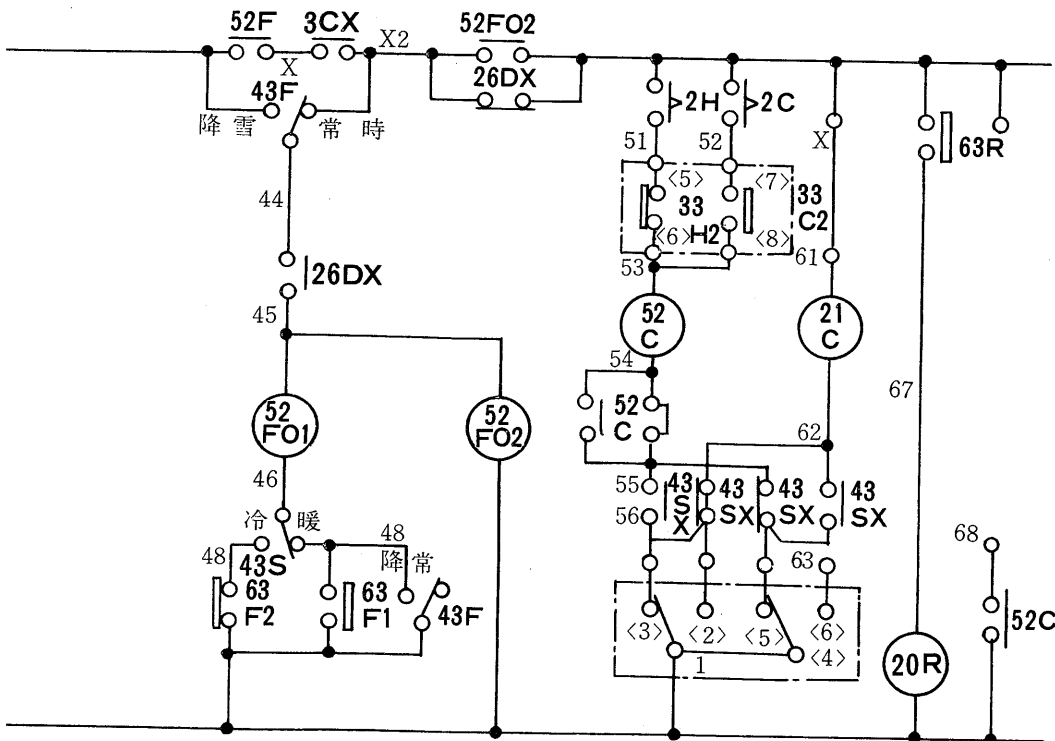 52F
3CX
X2
52FO2
X
26DX
43F
降雪
常時
2H
2C
X
63R
51
52
〈5〉
〈7〉
33
33
C2
〈6〉H2
〈8〉
44
53
61
26DX
45
52
C
21
C
54
67
52
FO1
52
FO2
52
C
62
46
55
43
S
X
43
SX
43
SX
43
SX
56
冷
暖
48
48
43S
降
常
63
68
63
F2
63
F1
43F
〈3〉
〈2〉
〈5〉
〈6〉
52C
1
〈4〉
20R